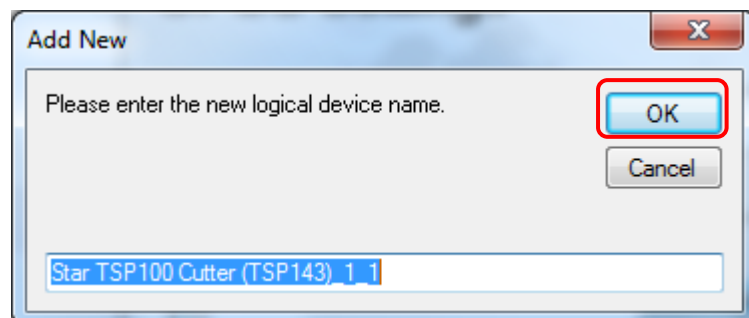 Add New
Please enter the new logical device name.
OK
Cancel
Star TSP100 Cutter (TSP143)_1_1